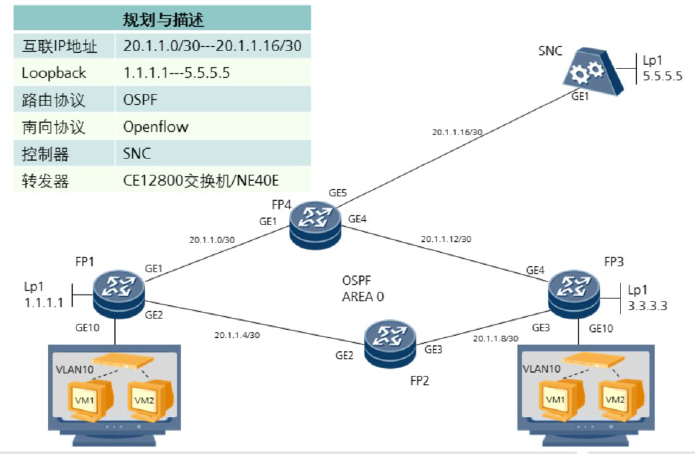 规划与描述
互联IP地址 20.1.1.0/30---20.1.1.16/30
Loopback 1.1.1.1---5.5.5.5
路由协议 OSPF
南向协议 Openflow
控制器 SNC
转发器 CE12800交换机/NE40E
SNC
Lp1
5.5.5.5
GE1
20.1.1.16/30
GE5
FP4
GE1
GE4
20.1.1.0/30
20.1.1.12/30
FP1
GE1
Lp1
1.1.1.1
GE2
GE10
OSPF
AREA 0
FP3
GE4
Lp1
3.3.3.3
GE3
GE10
20.1.1.4/30
20.1.1.8/30
GE2
GE3
FP2
VLAN10
VM1
VM2
VLAN10
VM1
VM2